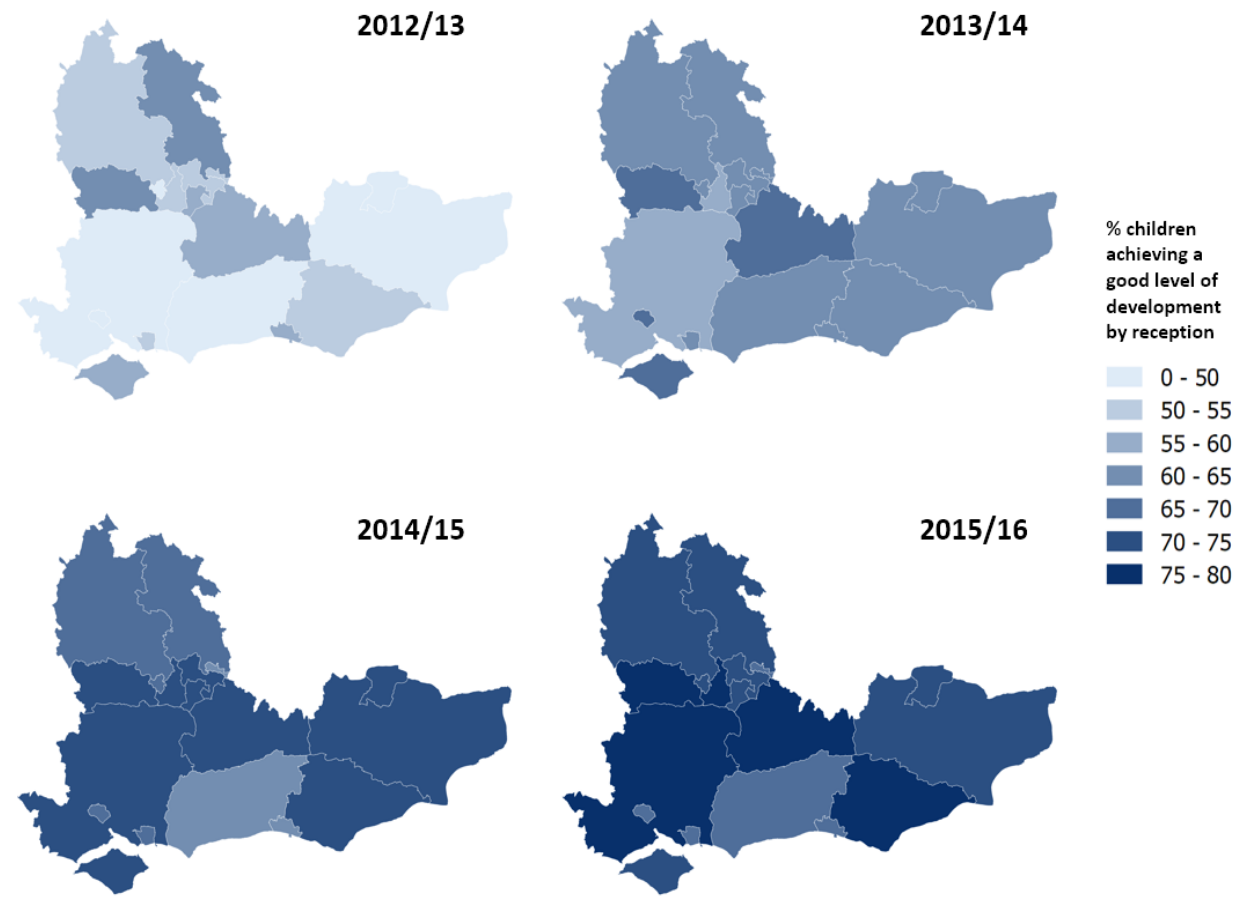 2012/13
2013/14
2014/15
2015/16
% children
achieving a
good level of
development
by reception
0 - 50
50 - 55
55 - 60
60 - 65
65 - 70
70 - 75
75 - 80